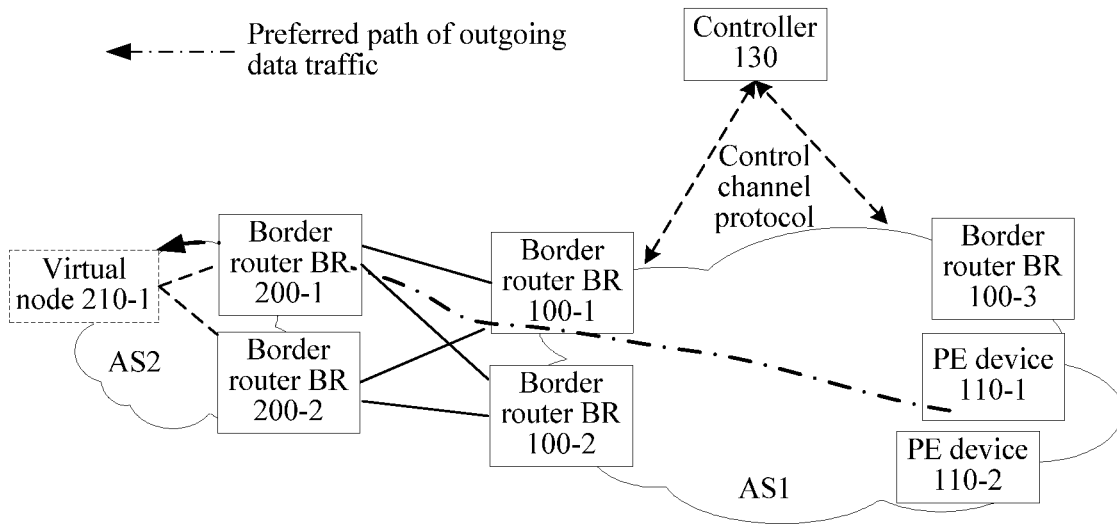 Preferred path of outgoing
data traffic
Controller
130
Control
channel
protocol
Border
router BR
200-1
Border
router BR
100-1
Border
router BR
100-3
Virtual
node 210-1
AS2
Border
router BR
200-2
Border
router BR
100-2
PE device
110-1
PE device
110-2
AS1